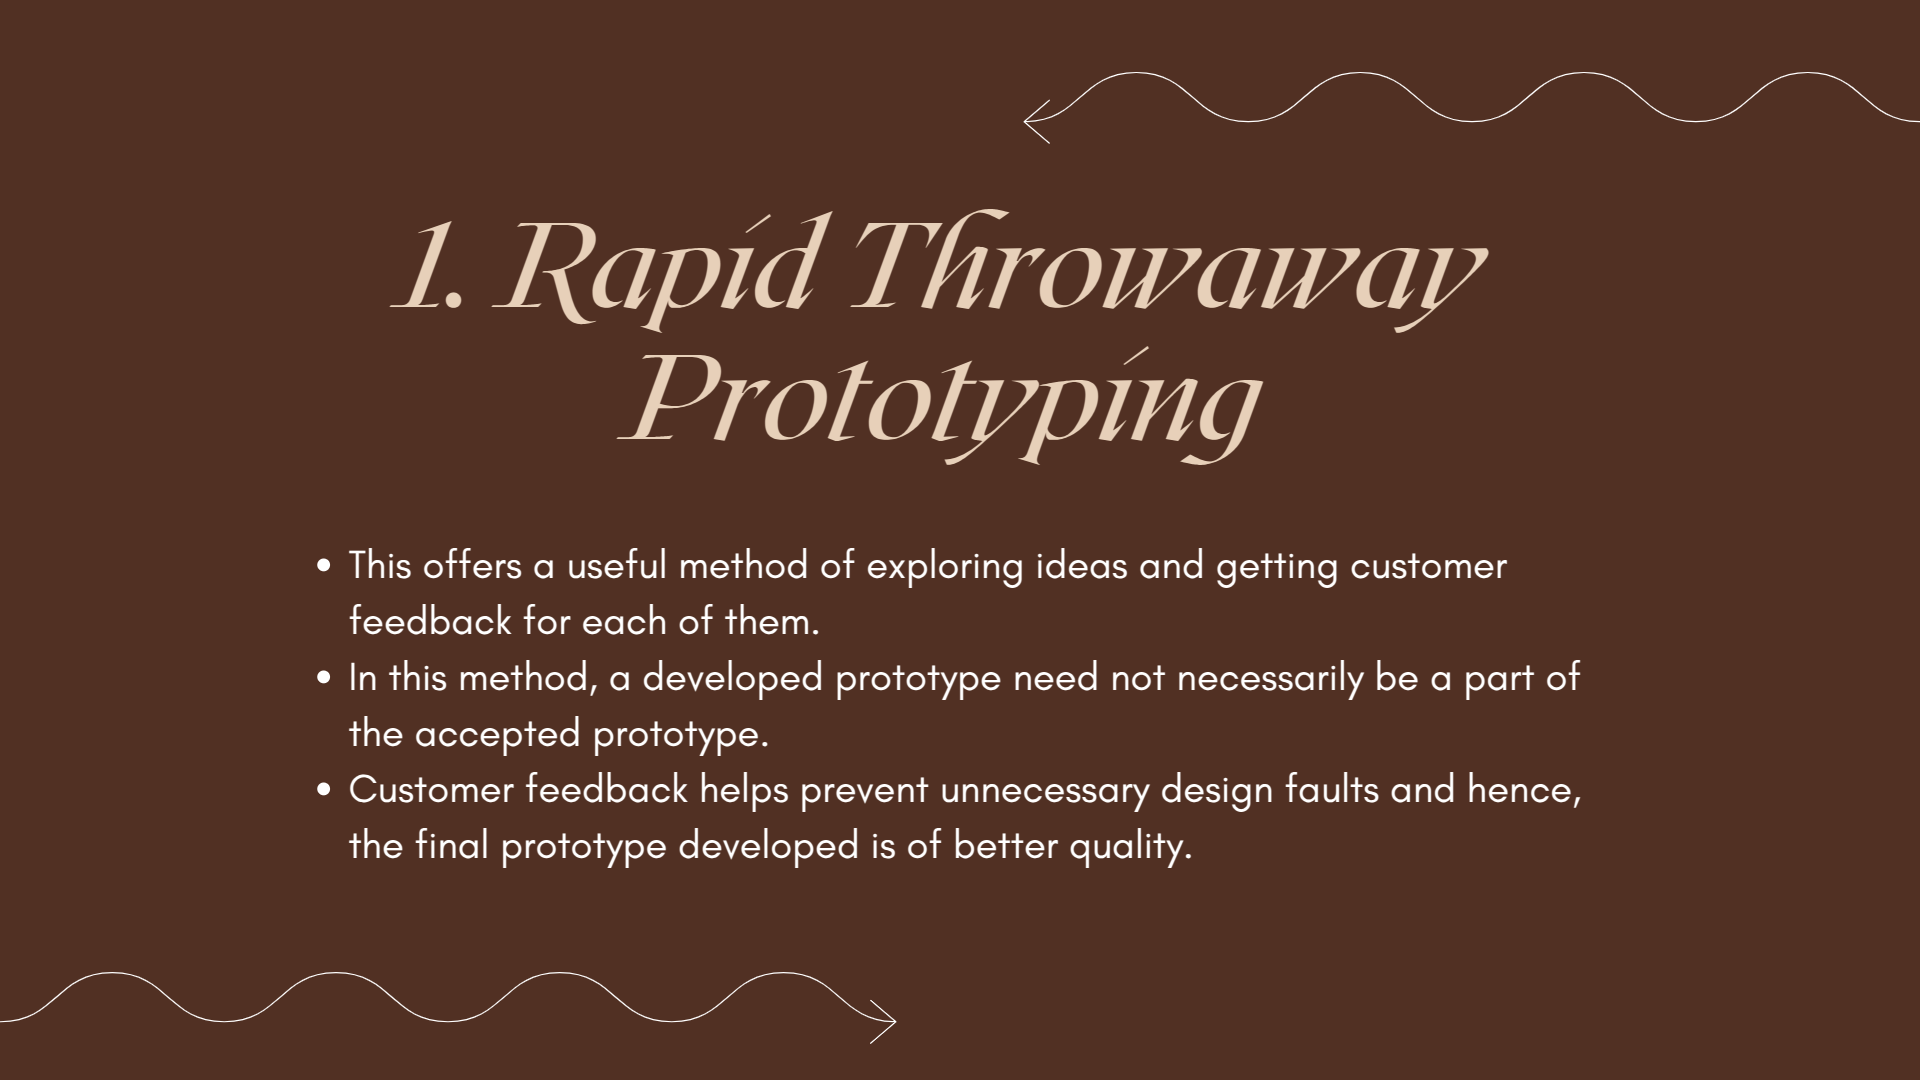 1. Rapid Throwaway
Prototyping
• This offers a useful method of exploring ideas and getting customer
feedback for each of them.
• In this method, a developed prototype need not necessarily be a part of
the accepted prototype.
• Customer feedback helps prevent unnecessary design faults and hence,
the final prototype developed is of better quality.